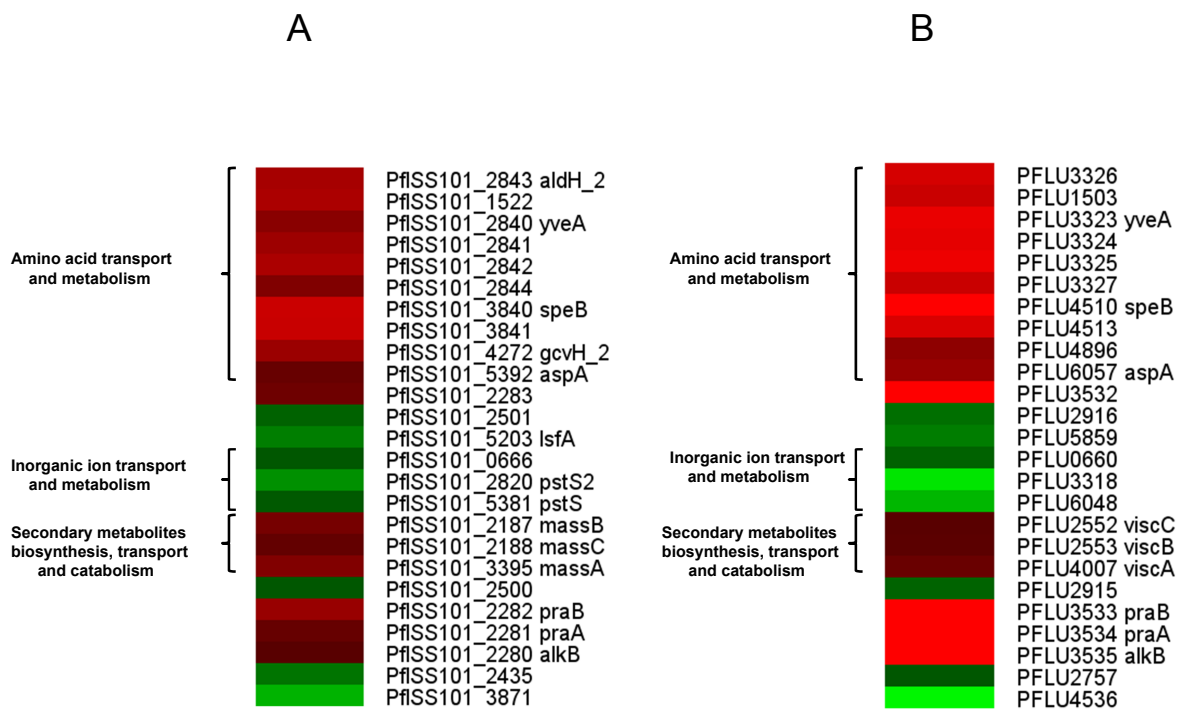 A
Amino acid transport
and metabolism
Inorganic ion transport
and metabolism
Secondary metabolites
biosynthesis, transport
and catabolism
PflSS101_2843 aldH_2
PflSS101_1522
PflSS101_2840 yveA
PflSS101_2841
PflSS101_2842
PflSS101_2844
PflSS101_3840 speB
PflSS101_3841
PflSS101_4272 gcvH_2
PflSS101_5392 aspA
PflSS101_2283
PflSS101_2501
PflSS101_5203 lsfA
PflSS101_0666
PflSS101_2820 pstS2
PflSS101_5381 pstS
PflSS101_2187 massB
PflSS101_2188 massC
PflSS101_3395 massA
PflSS101_2500
PflSS101_2282 praB
PflSS101_2281 praA
PflSS101_2280 alkB
PflSS101_2435
PflSS101_3871
B
Amino acid transport
and metabolism
Inorganic ion transport
and metabolism
Secondary metabolites
biosynthesis, transport
and catabolism
PFLU3326
PFLU1503
PFLU3323 yveA
PFLU3324
PFLU3325
PFLU3327
PFLU4510 speB
PFLU4513
PFLU4896
PFLU6057 aspA
PFLU3532
PFLU2916
PFLU5859
PFLU0660
PFLU3318
PFLU6048
PFLU2552 viscC
PFLU2553 viscB
PFLU4007 viscA
PFLU2915
PFLU3533 praB
PFLU3534 praA
PFLU3535 alkB
PFLU2757
PFLU4536